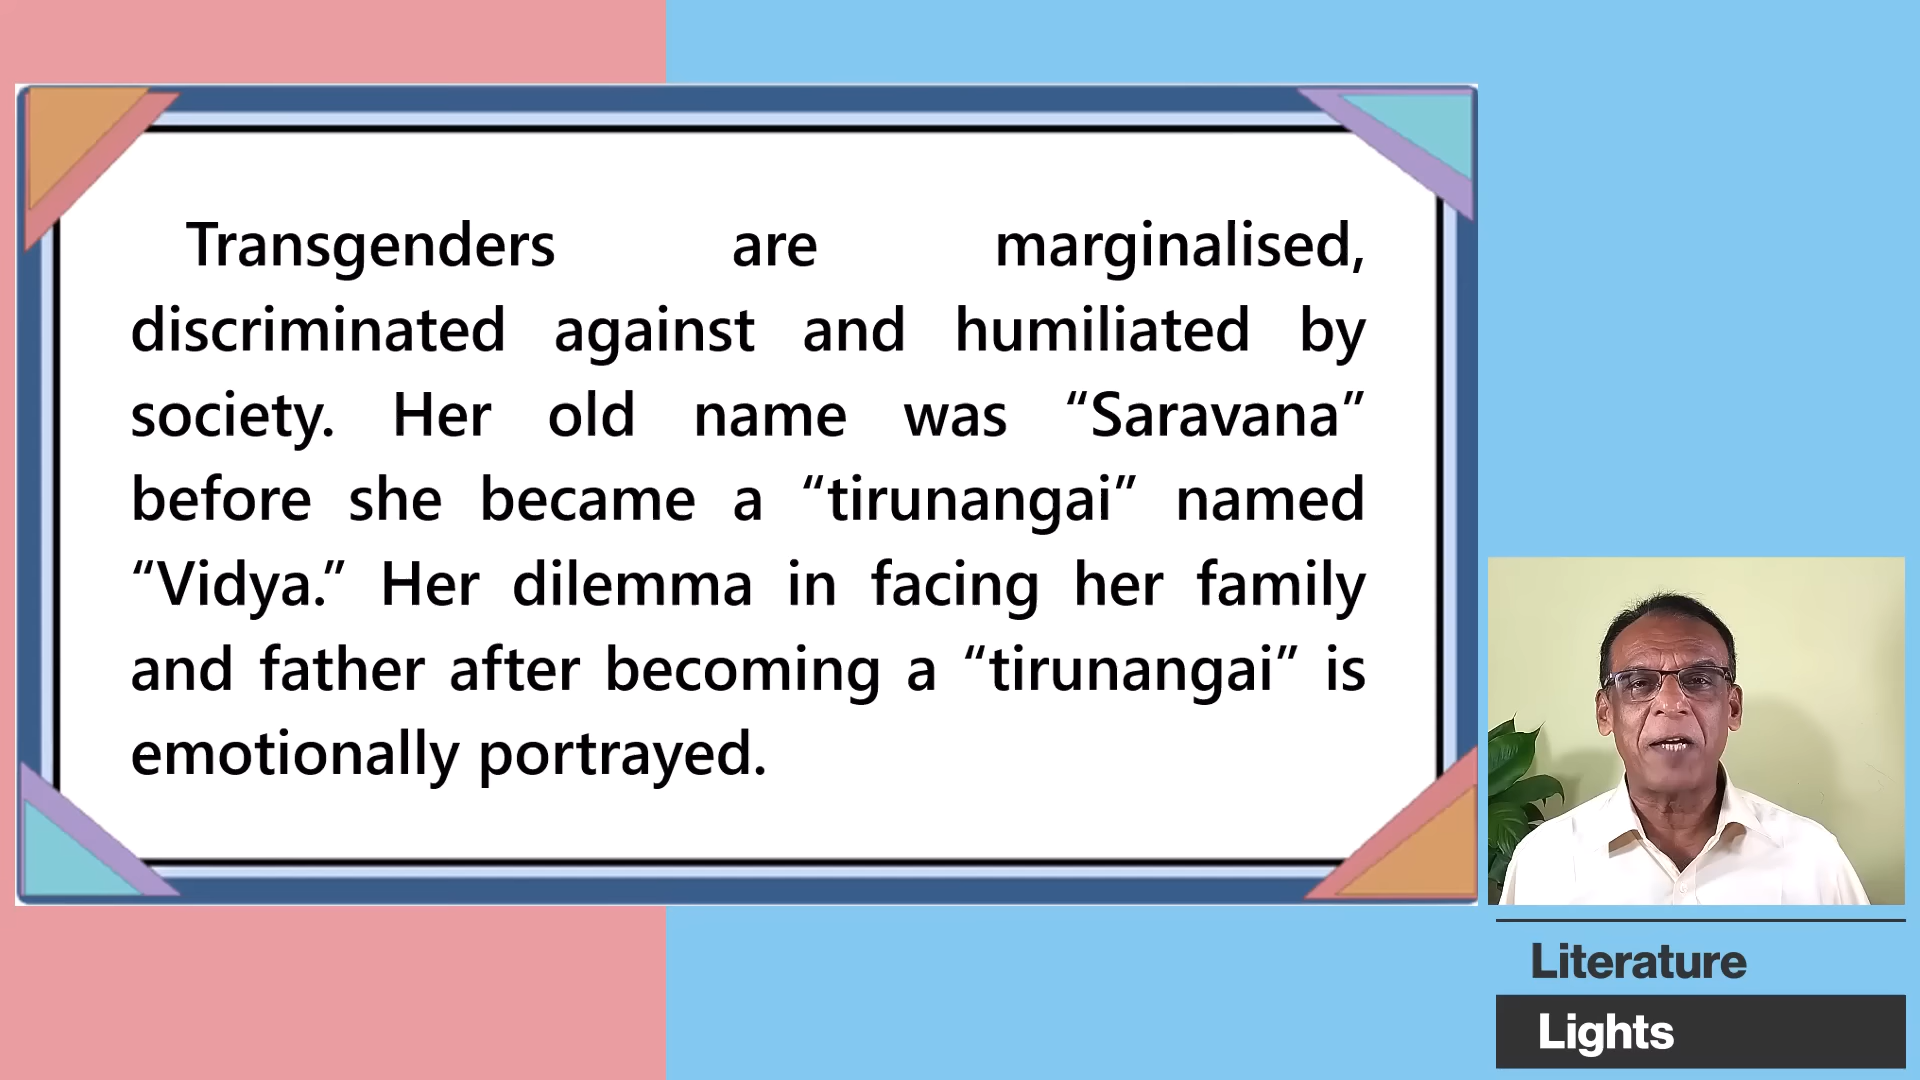 Transgenders are marginalised,
discriminated against and humiliated by
society. Her old name was “Saravana”
before she became a “tirunangai” named
“Vidya.” Her dilemma in facing her family
and father after becoming a “tirunangai” is
emotionally portrayed.
Literature
Lights